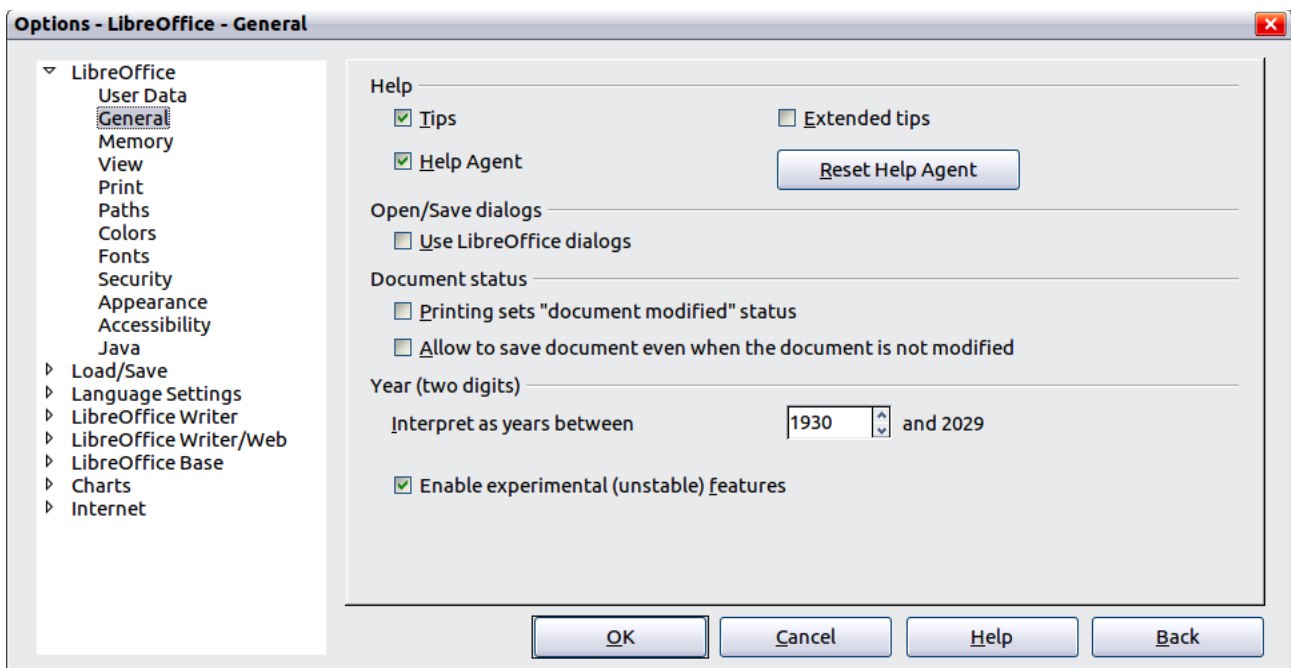 Options - LibreOffice - General
LibreOffice
User Data
General
Memory
View
Print
Paths
Colors
Fonts
Security
Appearance
Accessibility
Java
Load/Save
Language Settings
LibreOffice Writer
LibreOffice Writer/Web
LibreOffice Base
Charts
Internet
Help
Tips Extended tips
Help Agent Reset Help Agent
Open/Save dialogs
Use LibreOffice dialogs
Document status
Printing sets "document modified" status
Allow to save document even when the document is not modified
Year (two digits)
Interpret as years between 1930 and 2029
Enable experimental (unstable) features
OK Cancel Help Back